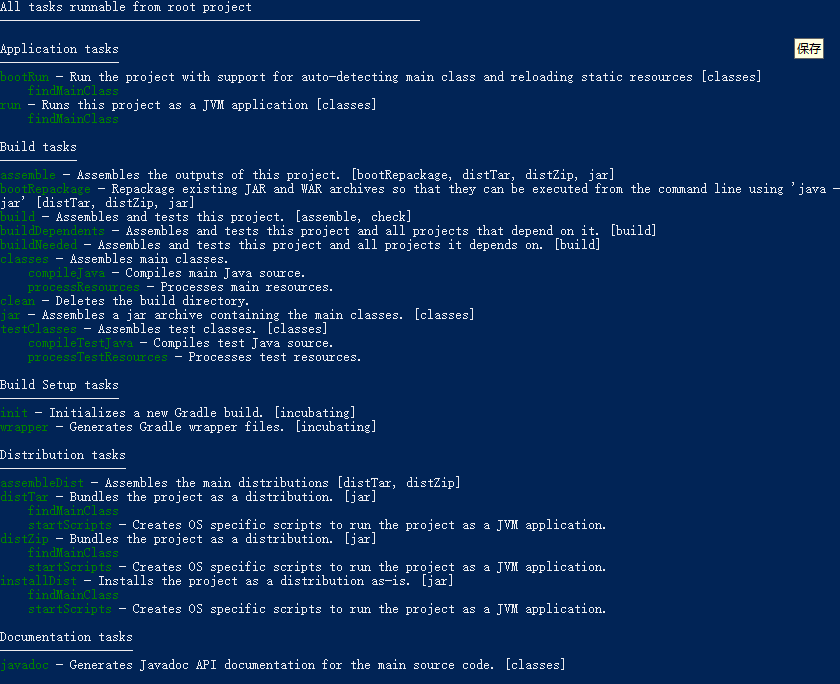 All tasks runnable from root project
Application tasks
保存
bootRun - Run the project with support for auto-detecting main class and reloading static resources [classes]
findMainClass
run - Runs this project as a JVM application [classes]
findMainClass
Build tasks
assemble - Assembles the outputs of this project. [bootRepackage, distTar, distZip, jar]
bootRepackage - Repackage existing JAR and WAR archives so that they can be executed from the command line using 'java -
jar' [distTar, distZip, jar]
build - Assembles and tests this project. [assemble, check]
buildDependents - Assembles and tests this project and all projects that depend on it. [build]
buildNeeded - Assembles and tests this project and all projects it depends on. [build]
classes - Assembles main classes.
compileJava - Compiles main Java source.
processResources - Processes main resources.
clean - Deletes the build directory.
jar - Assembles a jar archive containing the main classes. [classes]
testClasses - Assembles test classes. [classes]
compileTestJava - Compiles test Java source.
processTestResources - Processes test resources.
Build Setup tasks
init - Initializes a new Gradle build. [incubating]
wrapper - Generates Gradle wrapper files. [incubating]
Distribution tasks
assembleDist - Assembles the main distributions [distTar, distZip]
distTar - Bundles the project as a distribution. [jar]
findMainClass
startScripts - Creates OS specific scripts to run the project as a JVM application.
distZip - Bundles the project as a distribution. [jar]
findMainClass
startScripts - Creates OS specific scripts to run the project as a JVM application.
installDist - Installs the project as a distribution as-is. [jar]
findMainClass
startScripts - Creates OS specific scripts to run the project as a JVM application.
Documentation tasks
javadoc - Generates Javadoc API documentation for the main source code. [classes]